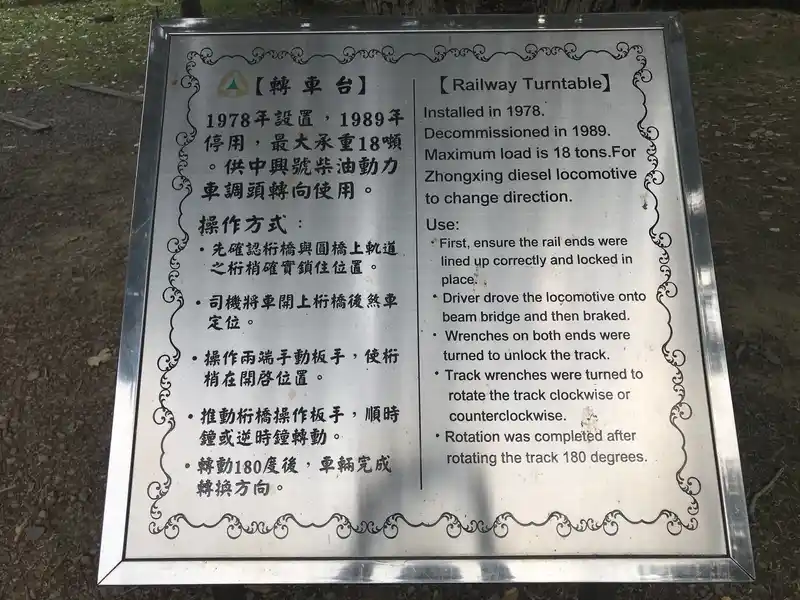 【轉車台】
1978年設置，1989年
停用，最大承重18噸
。供中興號柴油動力
車調頭轉向使用。
操作方式：
・先確認桁橋與圓橋上軌道
之桁梢確實鎖住位置。
・司機將車開上桁橋後煞車
定位。
・操作兩端手動板手，使桁
梢在開啓位置。
・推動桁橋操作板手，順時
鐘或逆時鐘轉動。
・轉動180度後，車輛完成
轉換方向。
【Railway Turntable】
Installed in 1978.
Decommissioned in 1989.
Maximum load is 18 tons.For
Zhongxing diesel locomotive
to change direction.
Use:
・First, ensure the rail ends were
lined up correctly and locked in
place.
・Driver drove the locomotive onto
beam bridge and then braked.
・Wrenches on both ends were
turned to unlock the track.
・Track wrenches were turned to
rotate the track clockwise or
counterclockwise.
・Rotation was completed after
rotating the track 180 degrees.